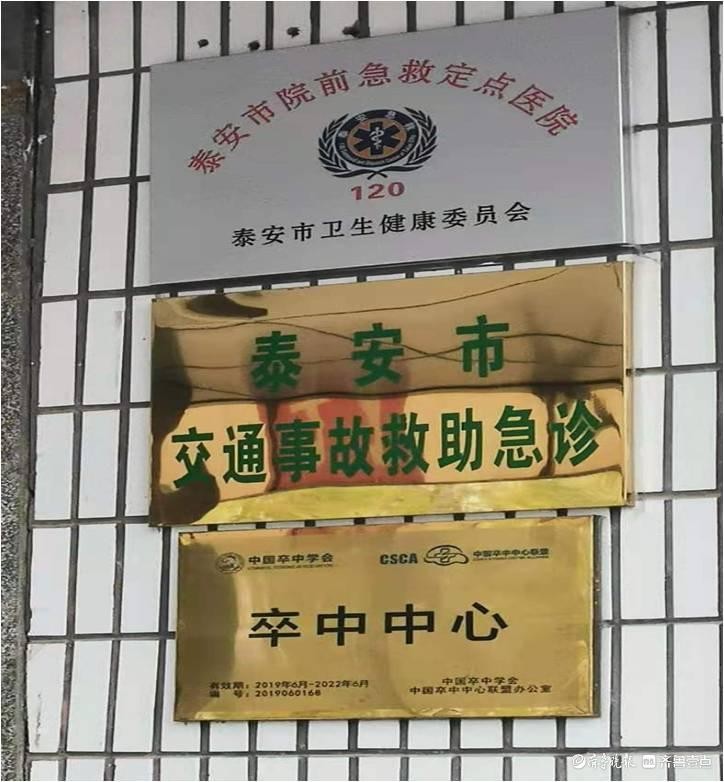 泰安市院前急救定点医院
120
泰安市卫生健康委员会
泰安市
交通事故救助急诊
中国卒中学会
CSCA 中国卒中中心联盟
卒中中心
有效期：2019年6月-2022年6月
编 号：2019060168
中国卒中学会
中国卒中中心联盟办公室
齐鲁晚报 齐鲁壹点